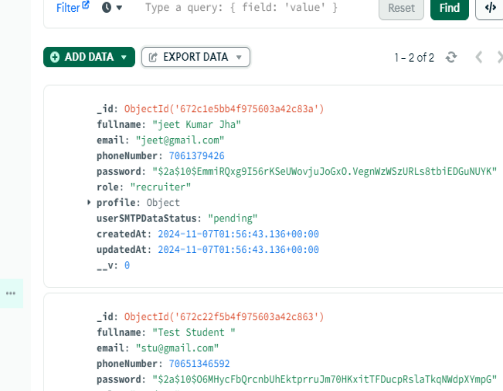 Filter Type a query: { field: 'value' } Reset Find </>
ADD DATA EXPORT DATA 1 - 2 of 2
_id: ObjectId('672c1e5bb4f975603a42c83a')
fullname: "jeet Kumar Jha"
email: "jeet@gmail.com"
phoneNumber: 7061379426
password: "$2a$10$EmmiRQxg9I56rKSeUWovjuJoGxO.VegnWzWSzURLs8tbiEDGuNUYK"
role: "recruiter"
profile: Object
userSMTPDataStatus: "pending"
createdAt: 2024-11-07T01:56:43.136+00:00
updatedAt: 2024-11-07T01:56:43.136+00:00
__v: 0
_id: ObjectId('672c22f5b4f975603a42c863')
fullname: "Test Student "
email: "stu@gmail.com"
phoneNumber: 70651346592
password: "$2a$10$O6MHycFbQrcnbUhEktprruJm70HKxitTFDucpRslaTkqNWdpXYmpG"